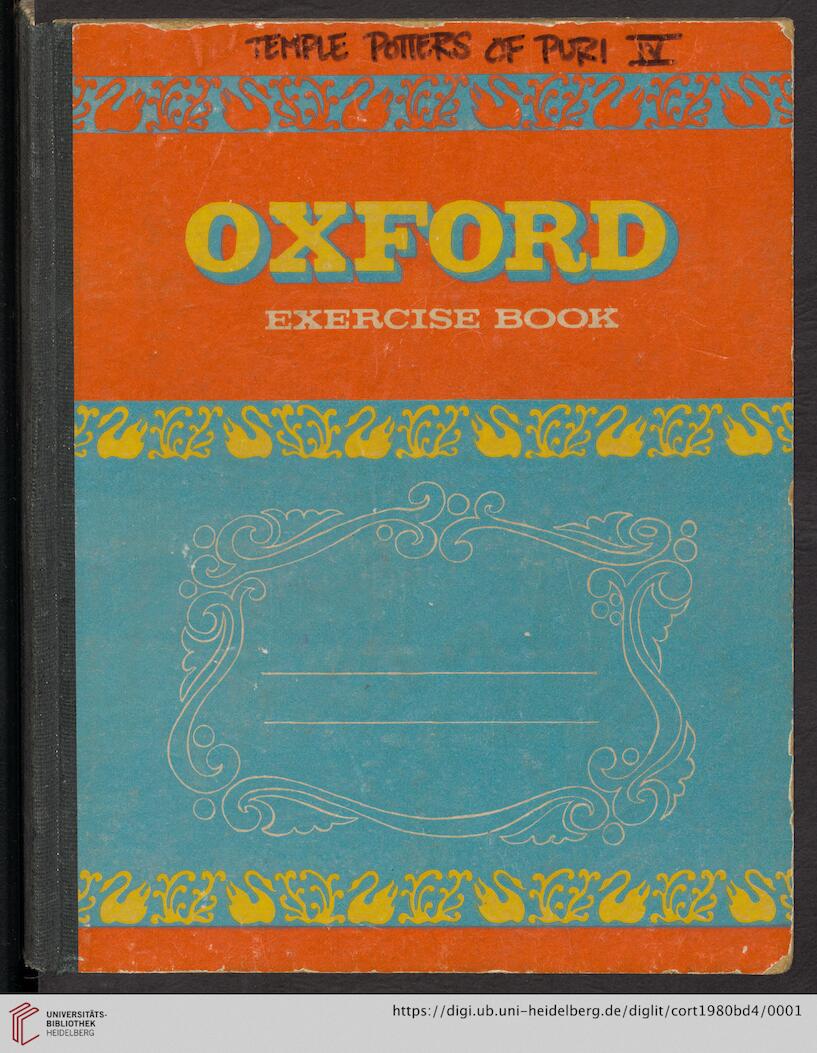 TEMPLE POTTERS OF PURI IV
OXFORD
EXERCISE BOOK
UNIVERSITÄTS-
BIBLIOTHEK
HEIDELBERG
https://digi.ub.uni-heidelberg.de/diglit/cort1980bd4/0001